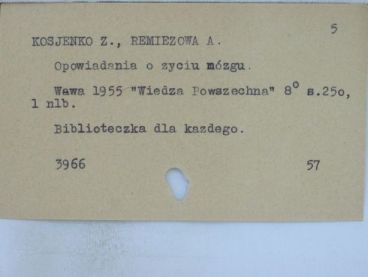 5
KOSJENKO Z., REMIEZOWA A.
Opowiadania o zyciu mózgu.
Wawa 1955 "Wiedza Powszechna" 8° s.25o,
1 nlb.
Biblioteczka dla kazdego.
3966 57